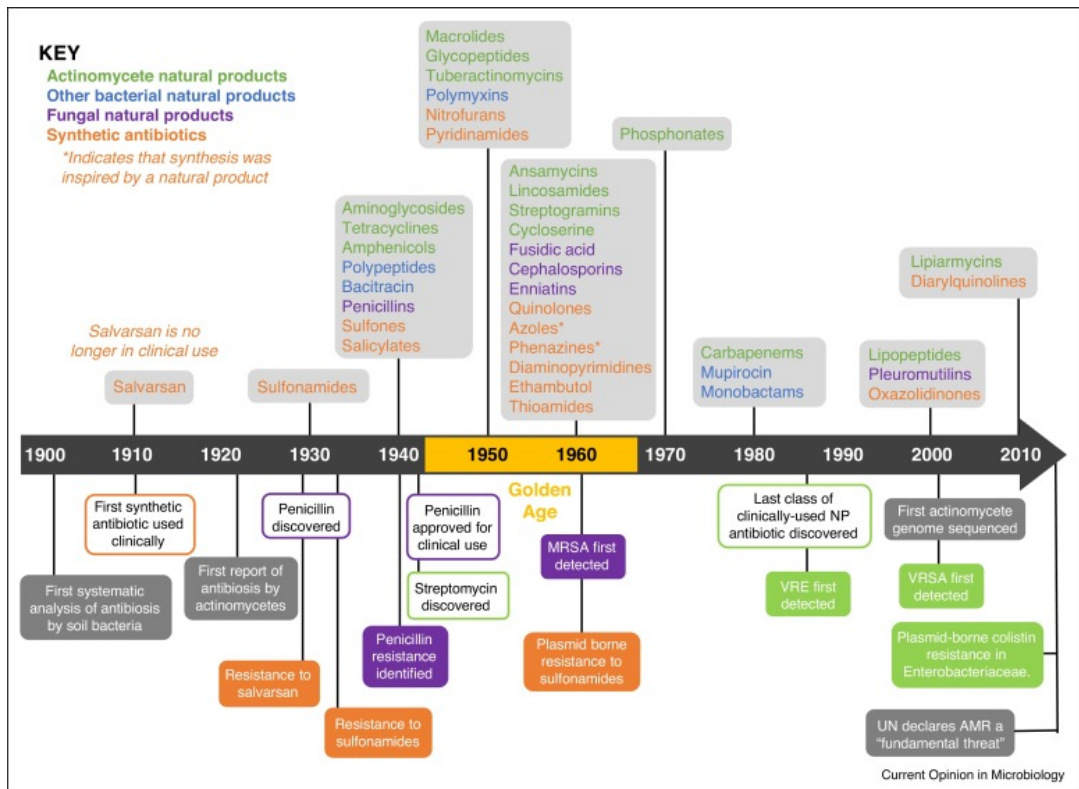 KEY
Actinomycete natural products
Other bacterial natural products
Fungal natural products
Synthetic antibiotics
*Indicates that synthesis was
inspired by a natural product
Salvarsan is no
longer in clinical use
Salvarsan
Sulfonamides
Aminoglycosides
Tetracyclines
Amphenicols
Polypeptides
Bacitracin
Penicillins
Sulfones
Salicylates
Macrolides
Glycopeptides
Tuberactinomycins
Polymyxins
Nitrofurans
Pyridinamides
Ansamycins
Lincosamides
Streptogramins
Cycloserine
Fusidic acid
Cephalosporins
Enniatins
Quinolones
Azoles*
Phenazines*
Diaminopyrimidines
Ethambutol
Thioamides
Phosphonates
Carbapenems
Mupirocin
Monobactams
Lipopeptides
Pleuromutilins
Oxazolidinones
Lipiarmycins
Diarylquinolines
1900 1910 1920 1930 1940 1950 1960 1970 1980 1990 2000 2010
Golden
Age
First systematic
analysis of antibiosis
by soil bacteria
First synthetic
antibiotic used
clinically
First report of
antibiosis by
actinomycetes
Penicillin
discovered
Resistance to
salvarsan
Resistance to
sulfonamides
Penicillin
resistance
identified
Penicillin
approved for
clinical use
Streptomycin
discovered
MRSA first
detected
Plasmid borne
resistance to
sulfonamides
Last class of
clinically-used NP
antibiotic discovered
VRE first
detected
First actinomycete
genome sequenced
VRSA first
detected
Plasmid-borne colistin
resistance in
Enterobacteriaceae.
UN declares AMR a
"fundamental threat"
Current Opinion in Microbiology